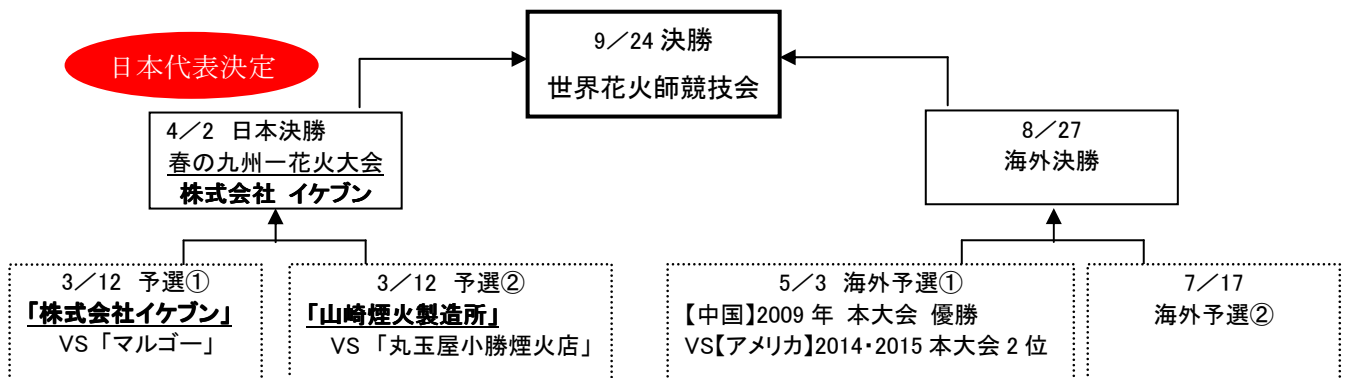 9／24 決勝
世界花火師競技会
日本代表決定
4／2 日本決勝
春の九州一花火大会
株式会社 イケブン
8／27
海外決勝
3／12 予選①
「株式会社イケブン」
VS 「マルゴー」
3／12 予選②
「山崎煙火製造所」
VS 「丸玉屋小勝煙火店」
5／3 海外予選①
【中国】2009 年 本大会 優勝
VS【アメリカ】2014・2015 本大会 2 位
7／17
海外予選②